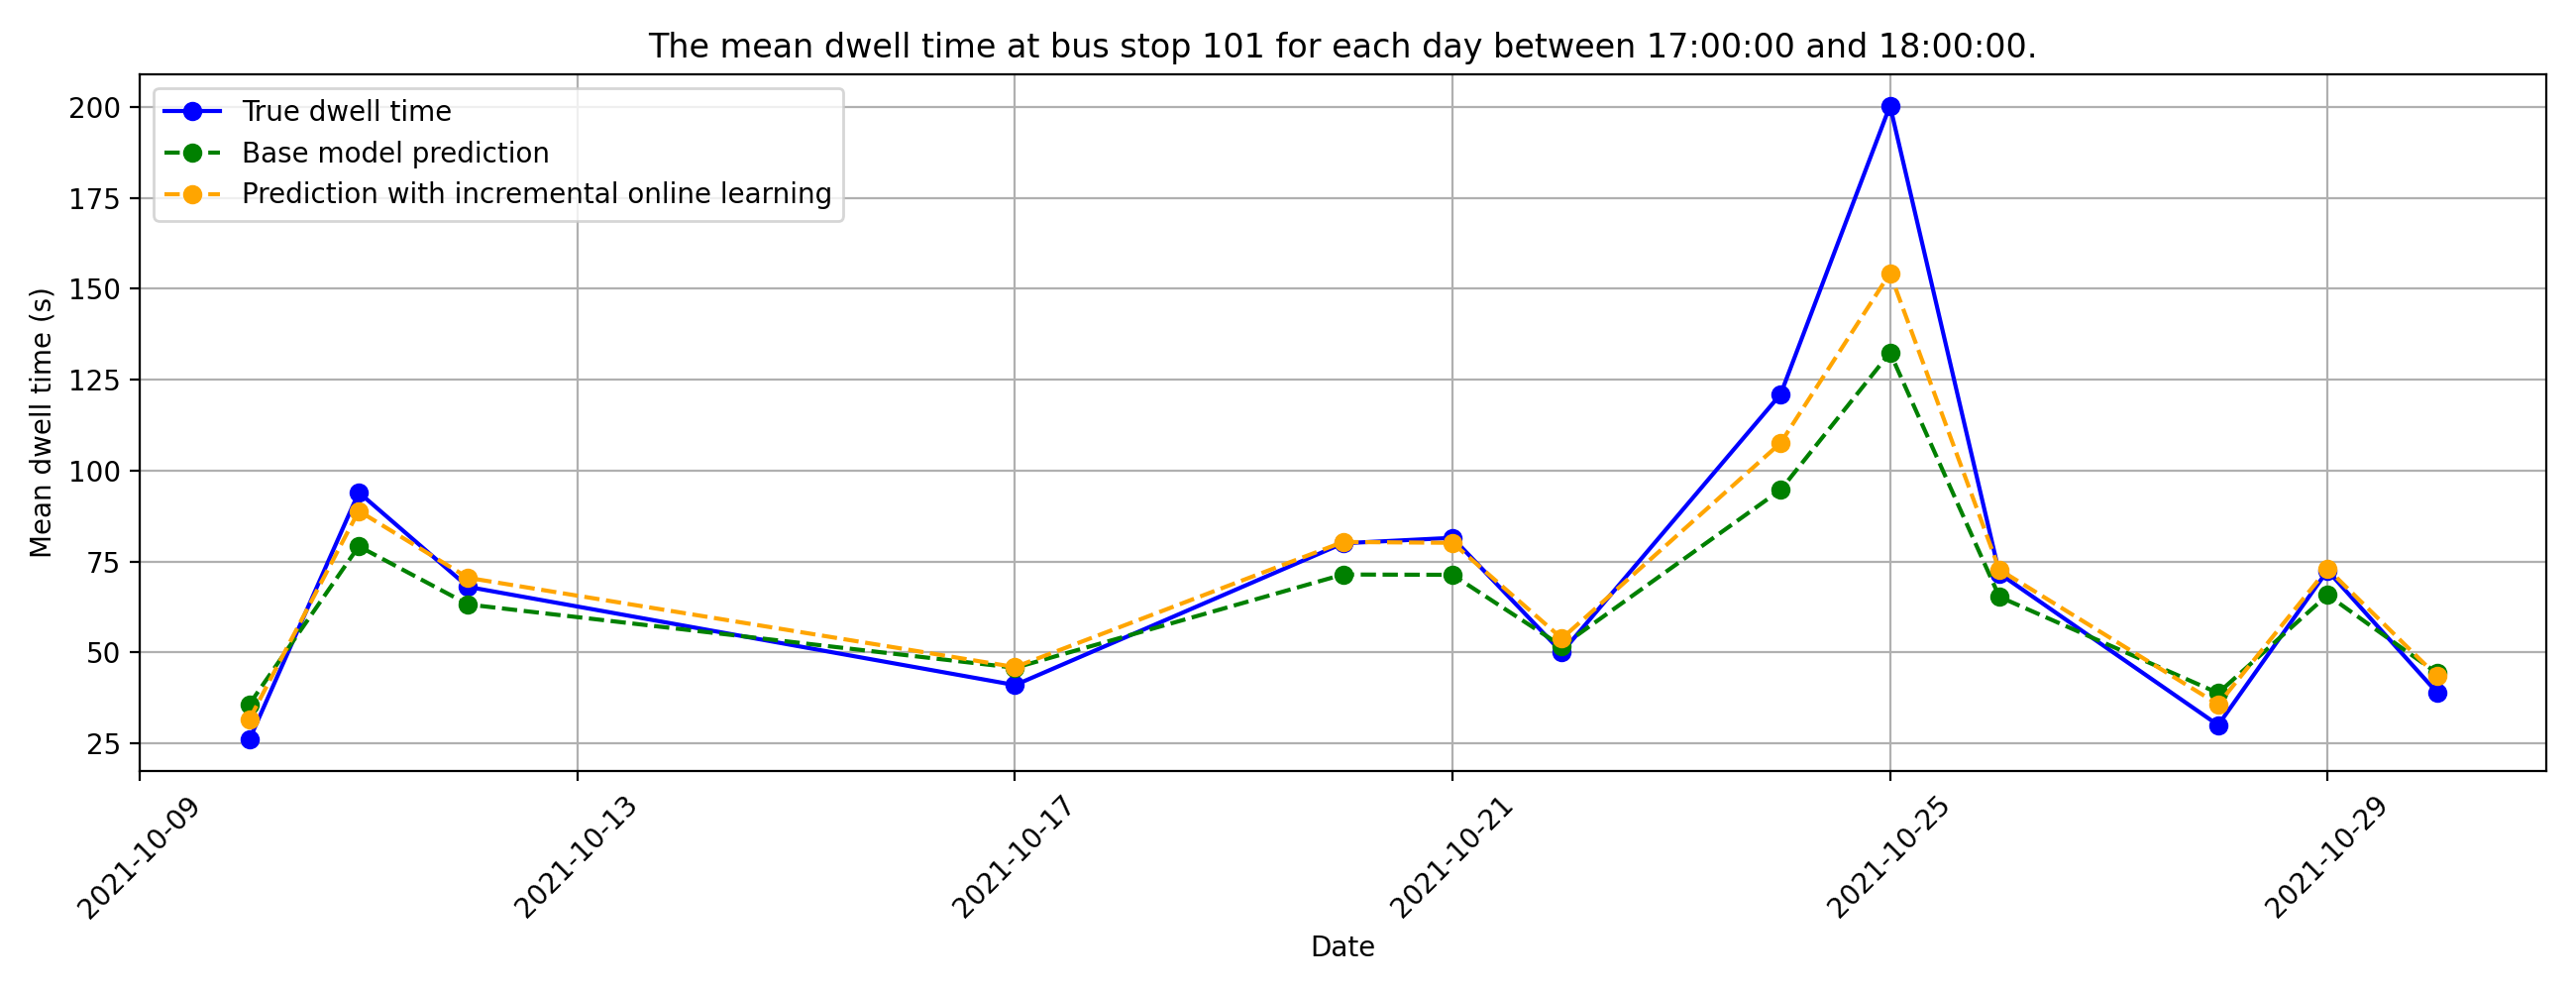 The mean dwell time at bus stop 101 for each day between 17:00:00 and 18:00:00.
True dwell time
Base model prediction
Prediction with incremental online learning
Mean dwell time (s)
200
175
150
125
100
75
50
25
2021-10-09
2021-10-13
2021-10-17
2021-10-21
2021-10-25
2021-10-29
Date